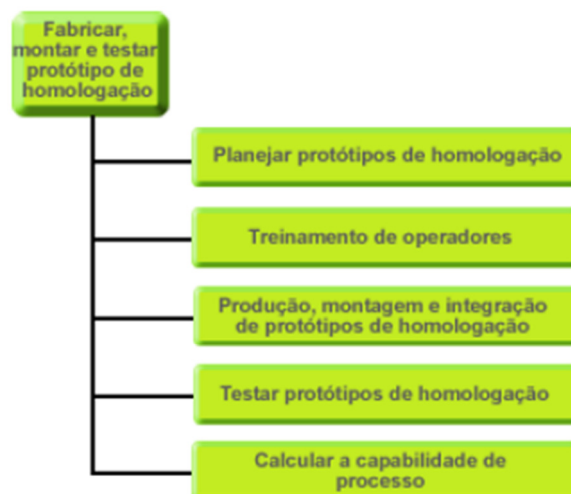 Fabricar,
montar e testar
protótipo de
homologação
Planejar protótipos de homologação
Treinamento de operadores
Produção, montagem e integração
de protótipos de homologação
Testar protótipos de homologação
Calcular a capabilidade de
processo